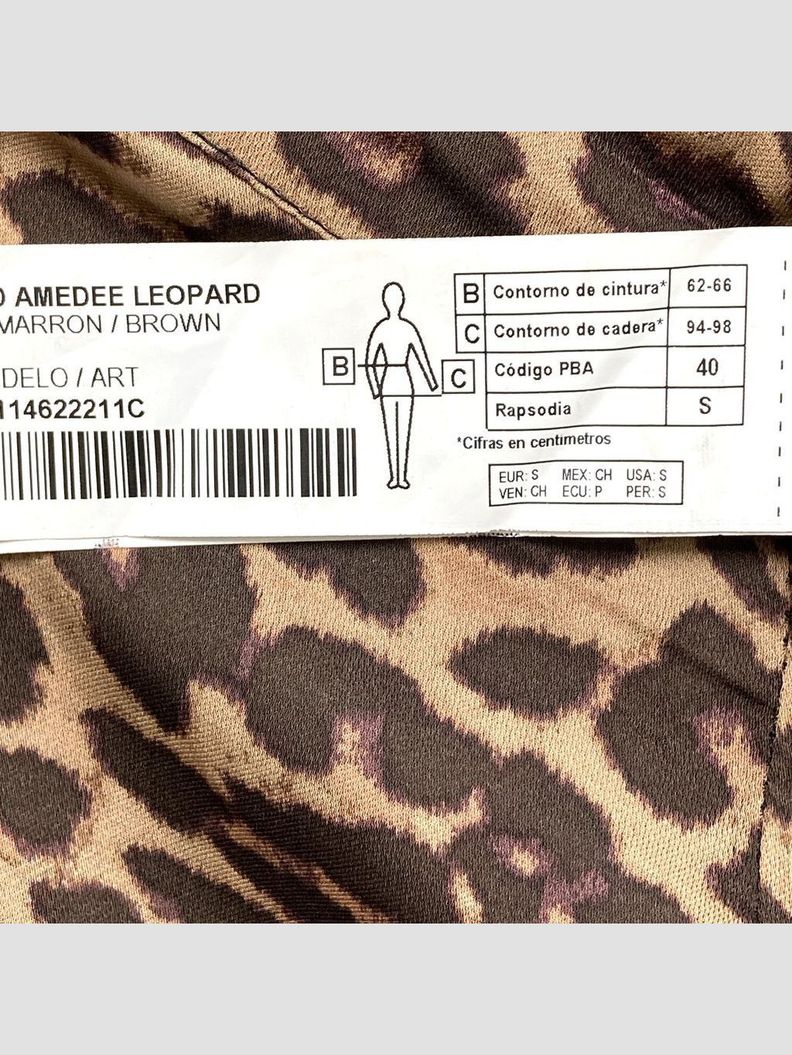 AMEDEE LEOPARD
MARRON / BROWN
DELO / ART
114622211C
B
C
B Contorno de cintura* 62-66
C Contorno de cadera* 94-98
Código PBA 40
Rapsodia S
*Cifras en centímetros
EUR: S MEX: CH USA: S
VEN: CH ECU: P PER: S